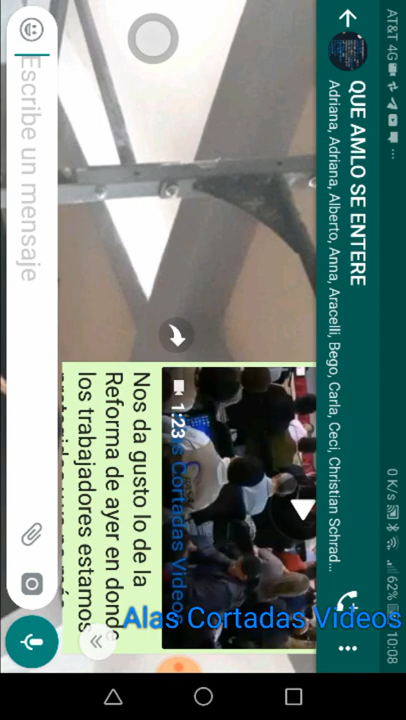 AT&T 4G ...
0 K/s 62% 10:08
QUE AMLO SE ENTERE
Adriana, Adriana, Alberto, Anna, Aracelli, Bego, Carla, Ceci, Christian Schrad...
1:23
Alas Cortadas Videos
s Cortadas Videos
Nos da gusto lo de la
Reforma de ayer en donde
los trabajadores estamos
Escribe un mensaje